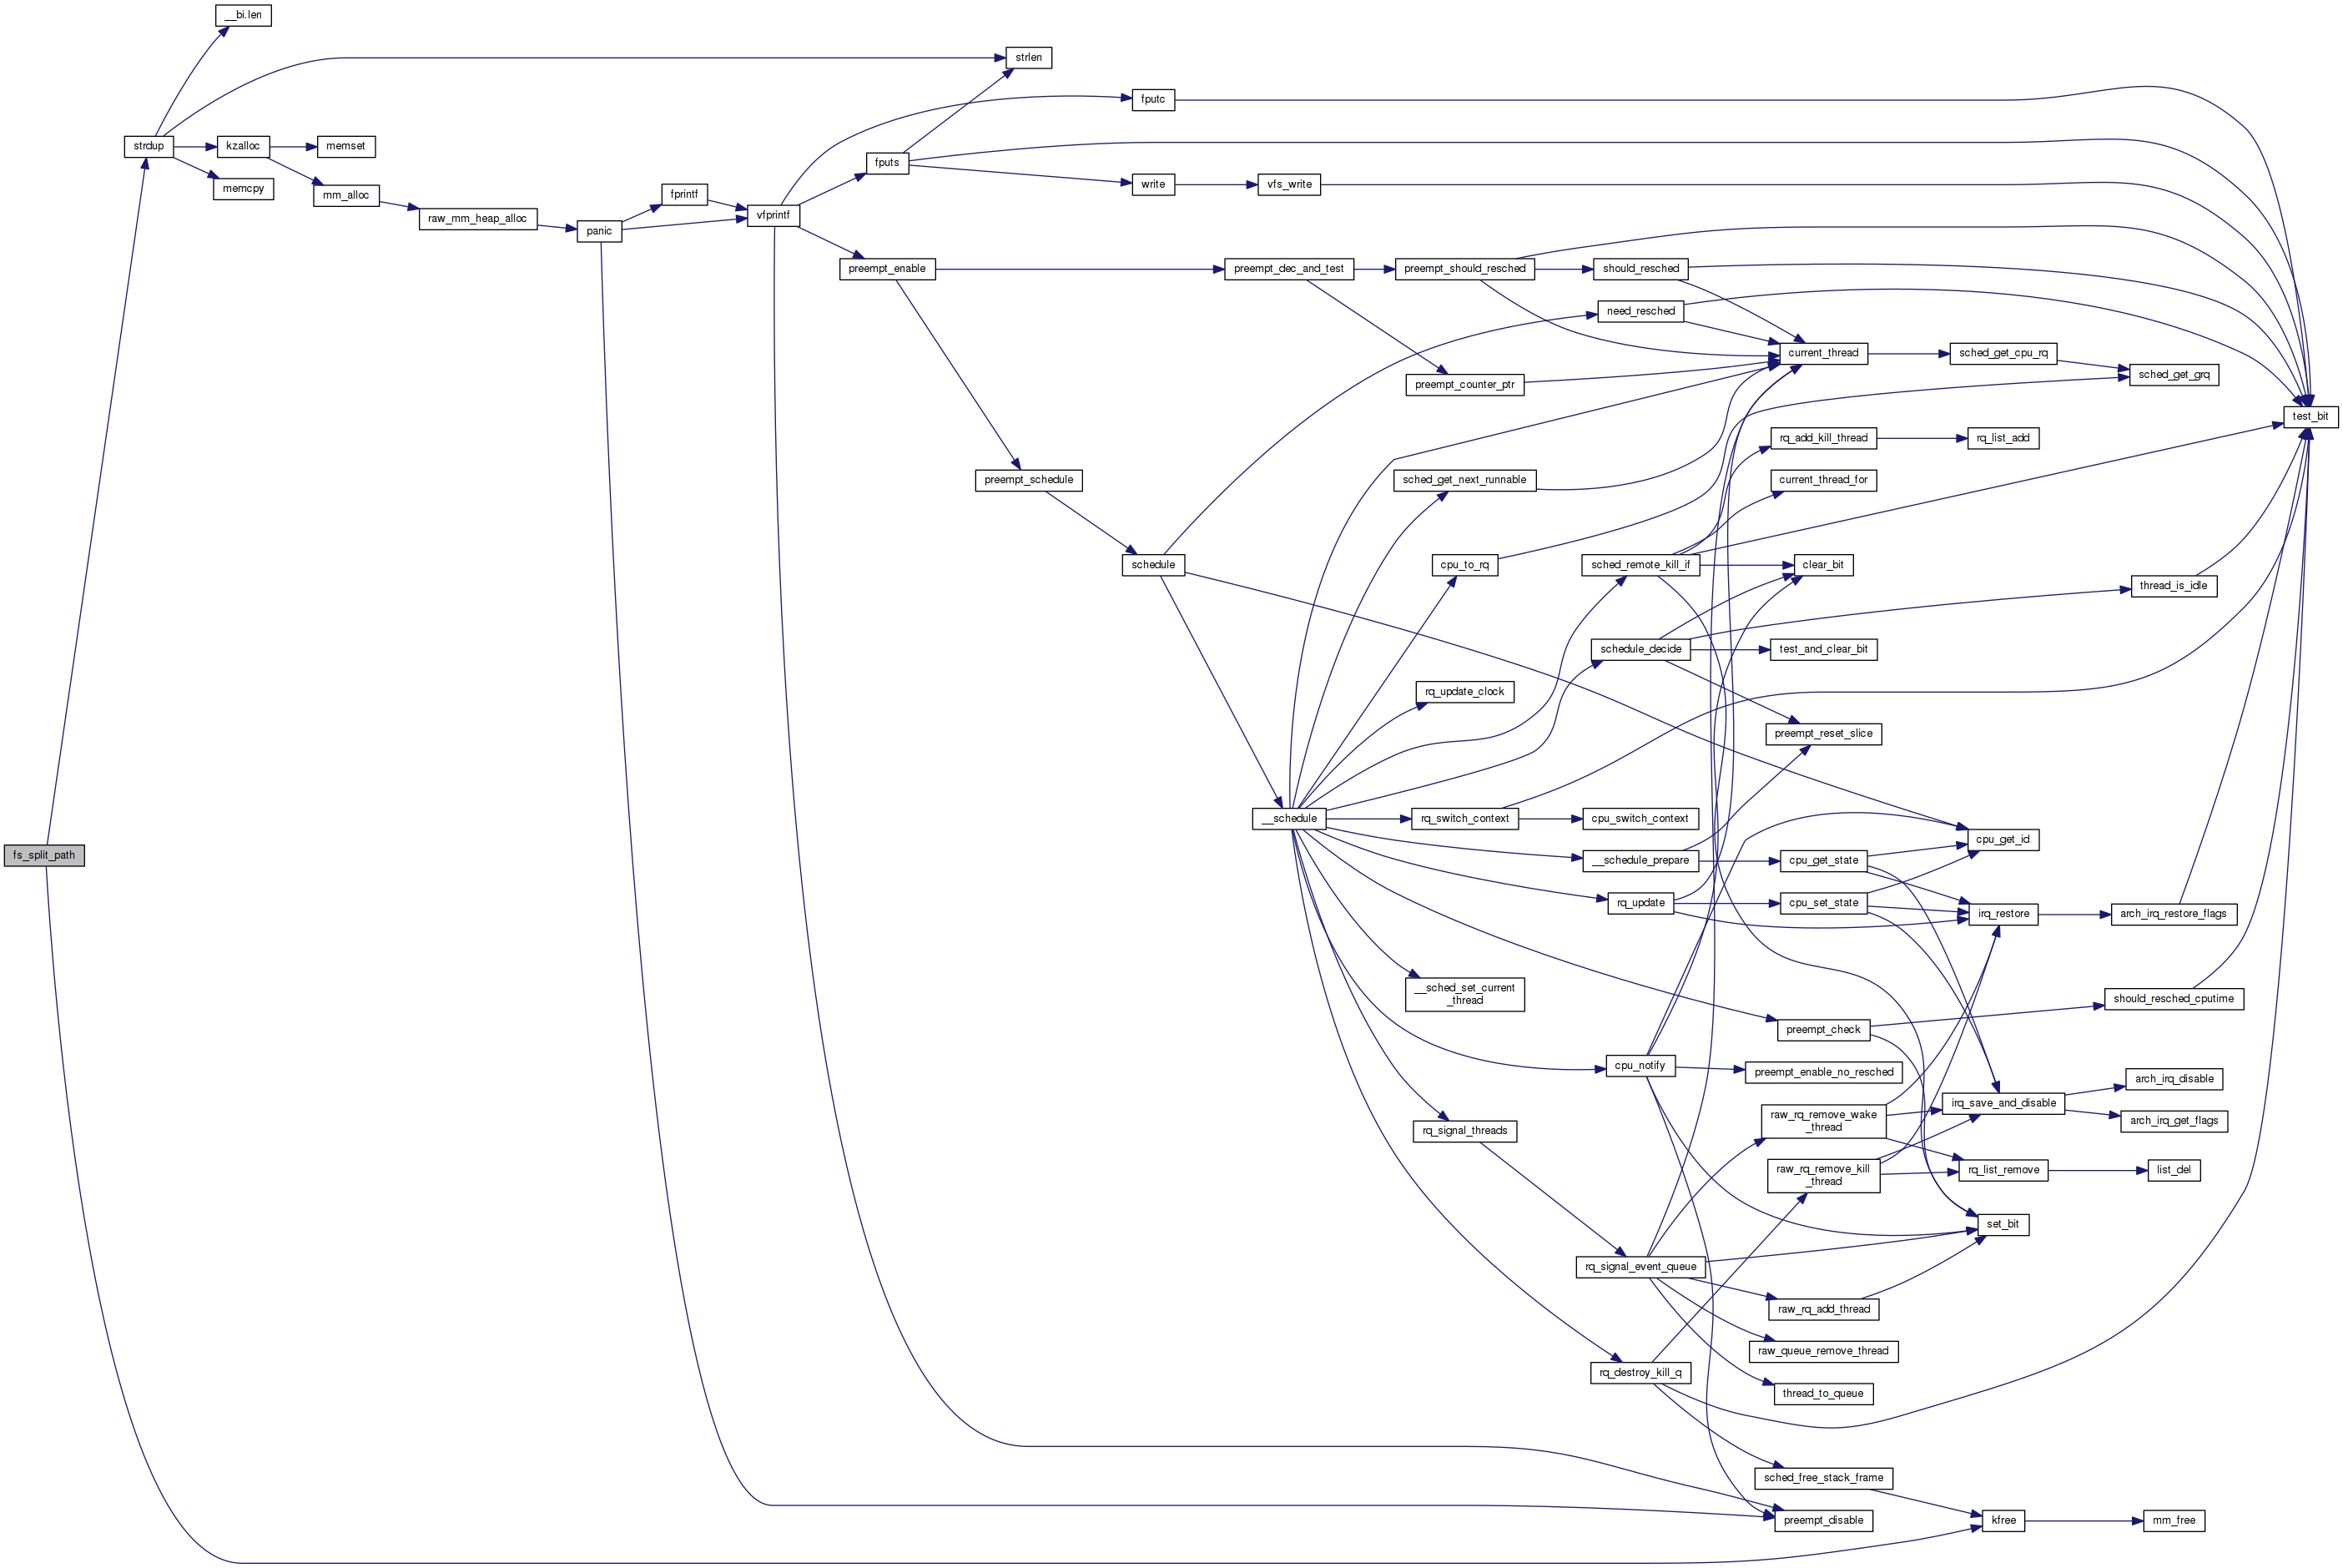 __bi.len
strlen
fputc
strdup
kzalloc
memset
fputs
memcpy
write
vfs_write
mm_alloc
fprintf
raw_mm_heap_alloc
vfprintf
panic
preempt_enable
preempt_dec_and_test
preempt_should_resched
should_resched
need_resched
current_thread
sched_get_cpu_rq
sched_get_grq
preempt_counter_ptr
test_bit
rq_add_kill_thread
rq_list_add
preempt_schedule
sched_get_next_runnable
current_thread_for
schedule
cpu_to_rq
sched_remote_kill_if
clear_bit
thread_is_idle
schedule_decide
test_and_clear_bit
rq_update_clock
preempt_reset_slice
__schedule
rq_switch_context
cpu_switch_context
cpu_get_id
fs_split_path
__schedule_prepare
cpu_get_state
rq_update
cpu_set_state
irq_restore
arch_irq_restore_flags
__sched_set_current
_thread
should_resched_cputime
preempt_check
cpu_notify
preempt_enable_no_resched
arch_irq_disable
irq_save_and_disable
raw_rq_remove_wake
_thread
arch_irq_get_flags
rq_signal_threads
raw_rq_remove_kill
_thread
rq_list_remove
list_del
set_bit
rq_signal_event_queue
raw_rq_add_thread
raw_queue_remove_thread
rq_destroy_kill_q
thread_to_queue
sched_free_stack_frame
preempt_disable
kfree
mm_free